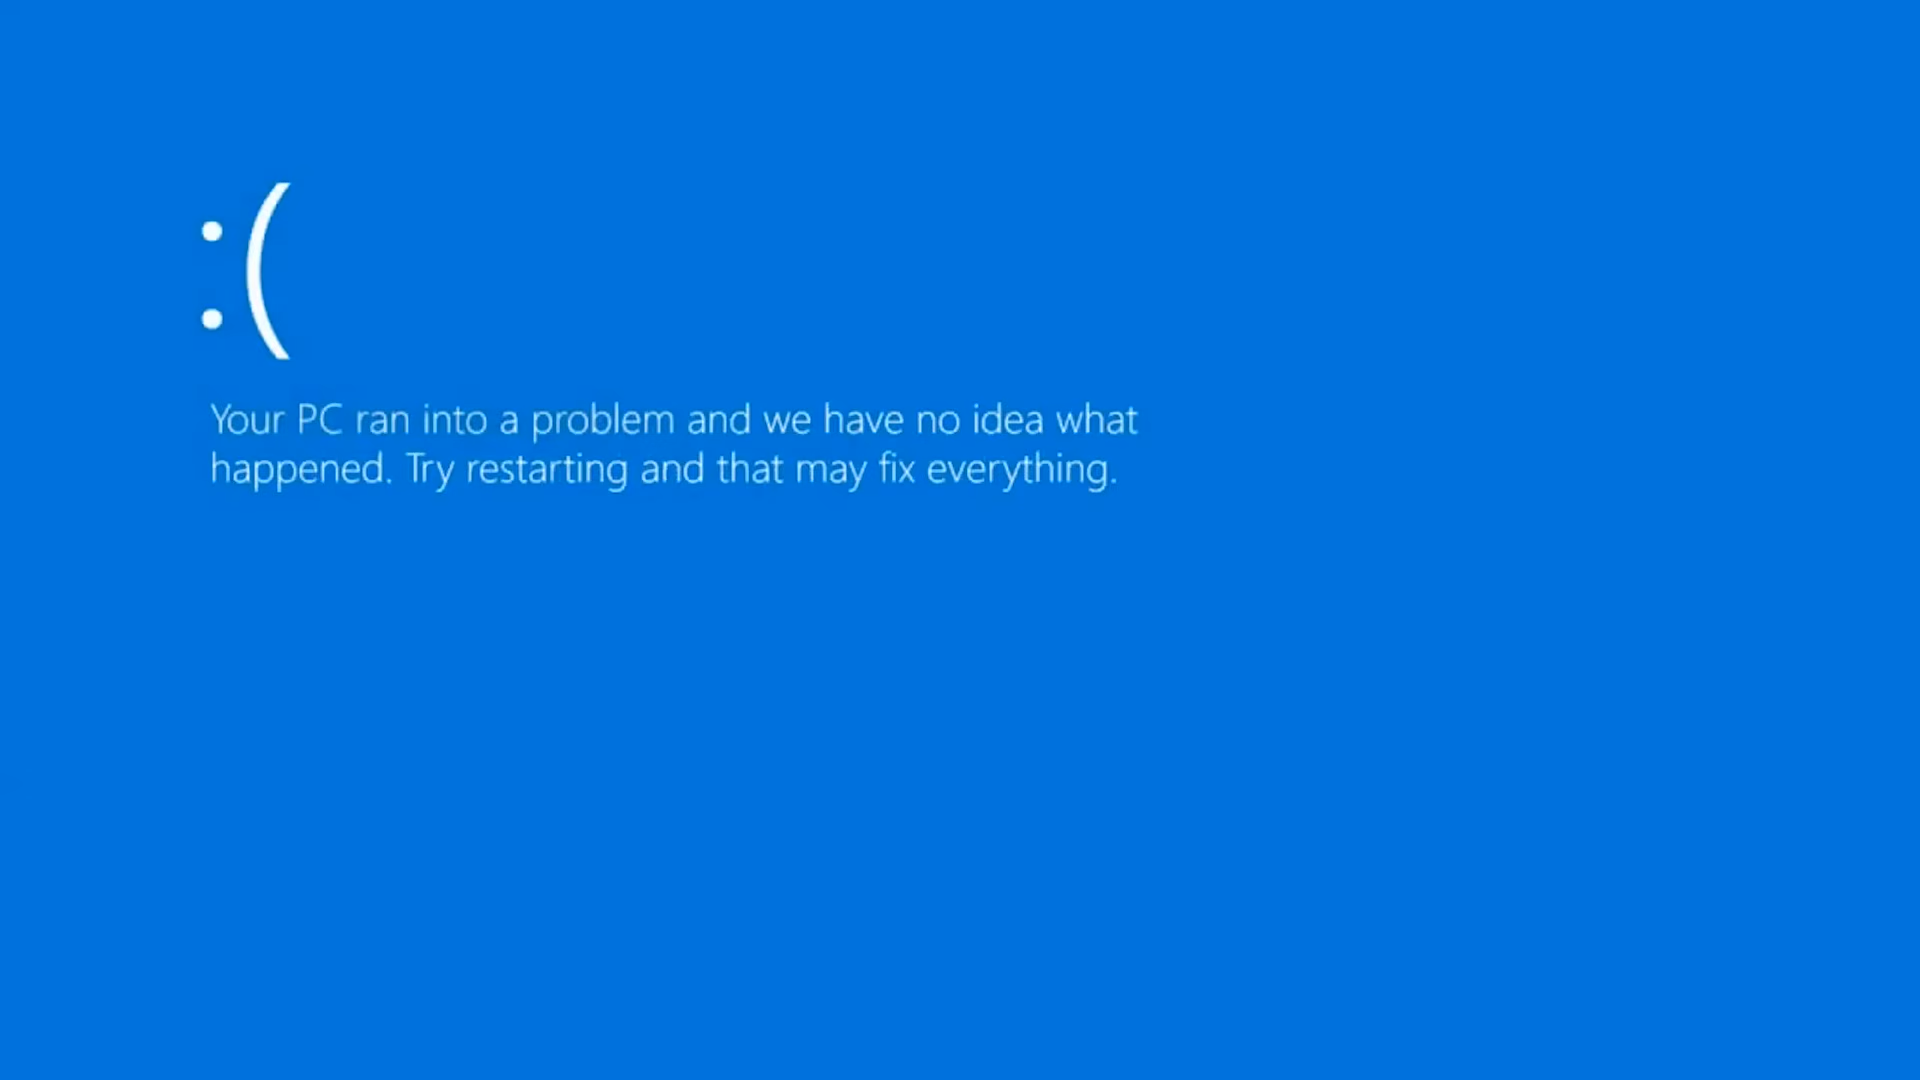 :(
Your PC ran into a problem and we have no idea what
happened. Try restarting and that may fix everything.